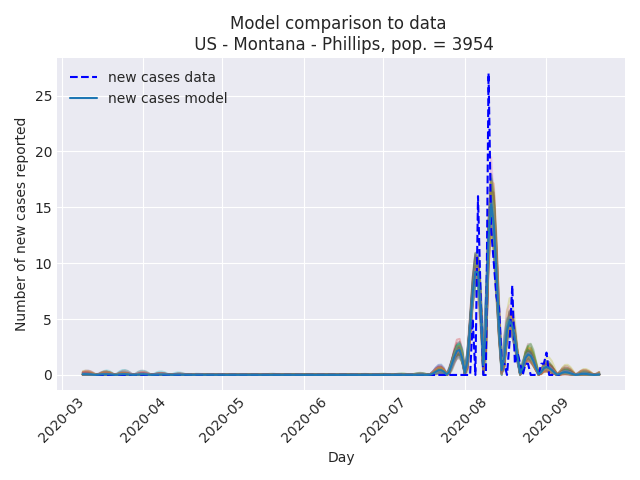 Model comparison to data
US - Montana - Phillips, pop. = 3954
new cases data
new cases model
Number of new cases reported
25
20
15
10
5
0
2020-03
2020-04
2020-05
2020-06
2020-07
2020-08
2020-09
Day